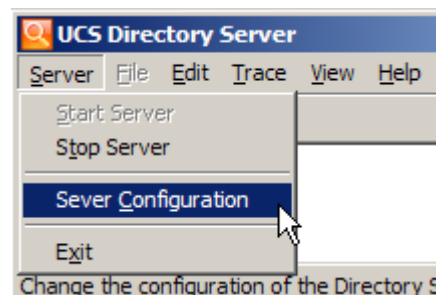 UCS Directory Server
Server File Edit Trace View Help
Start Server
Stop Server
Sever Configuration
Exit
Change the configuration of the Directory S